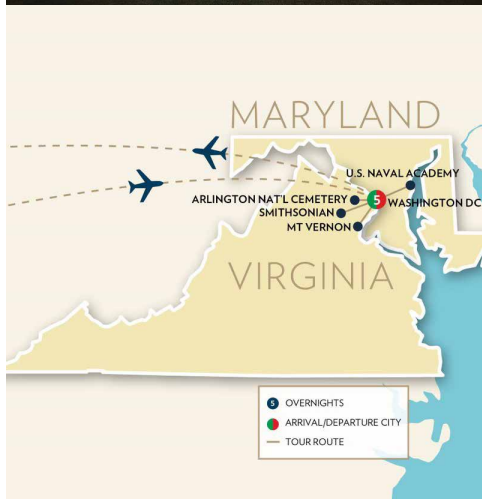 MARYLAND
U.S. NAVAL ACADEMY
ARLINGTON NAT'L CEMETERY
5
WASHINGTON DC
SMITHSONIAN
MT VERNON
VIRGINIA
5 OVERNIGHTS
ARRIVAL/DEPARTURE CITY
TOUR ROUTE